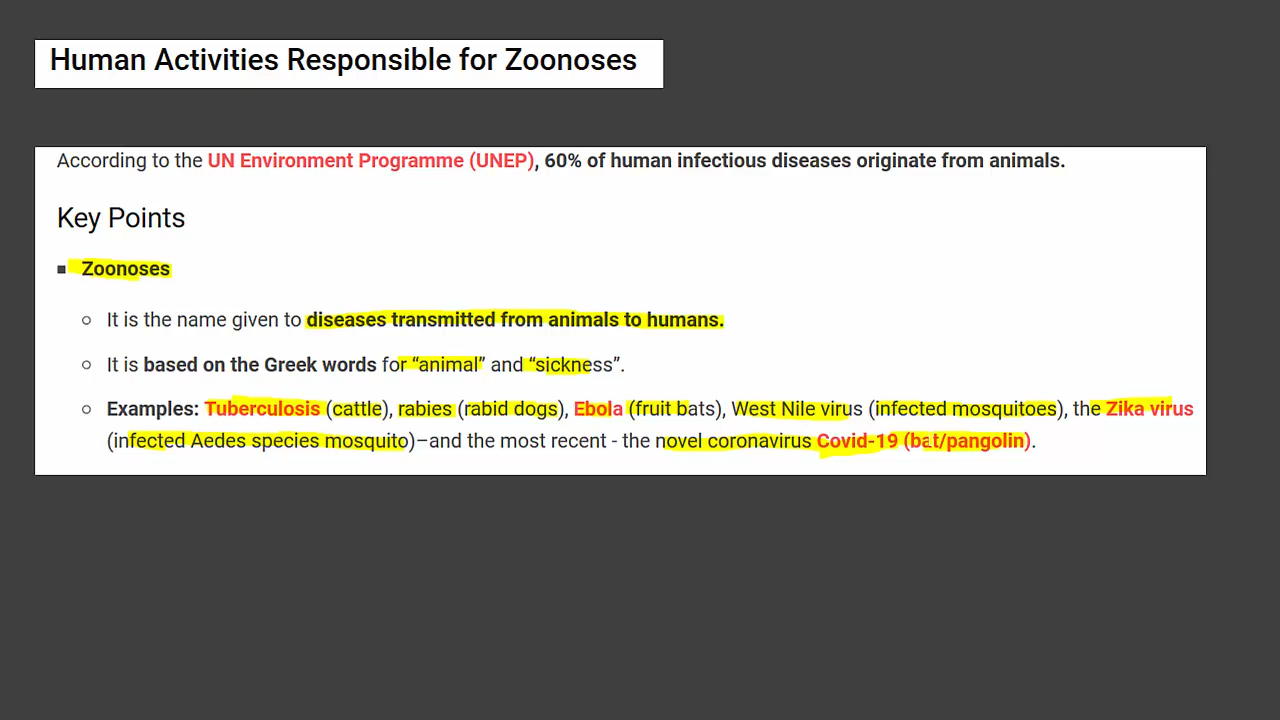 Human Activities Responsible for Zoonoses
According to the UN Environment Programme (UNEP), 60% of human infectious diseases originate from animals.
Key Points
▪ Zoonoses
○ It is the name given to diseases transmitted from animals to humans.
○ It is based on the Greek words for “animal” and “sickness”.
○ Examples: Tuberculosis (cattle), rabies (rabid dogs), Ebola (fruit bats), West Nile virus (infected mosquitoes), the Zika virus
(infected Aedes species mosquito)–and the most recent - the novel coronavirus Covid-19 (bat/pangolin).